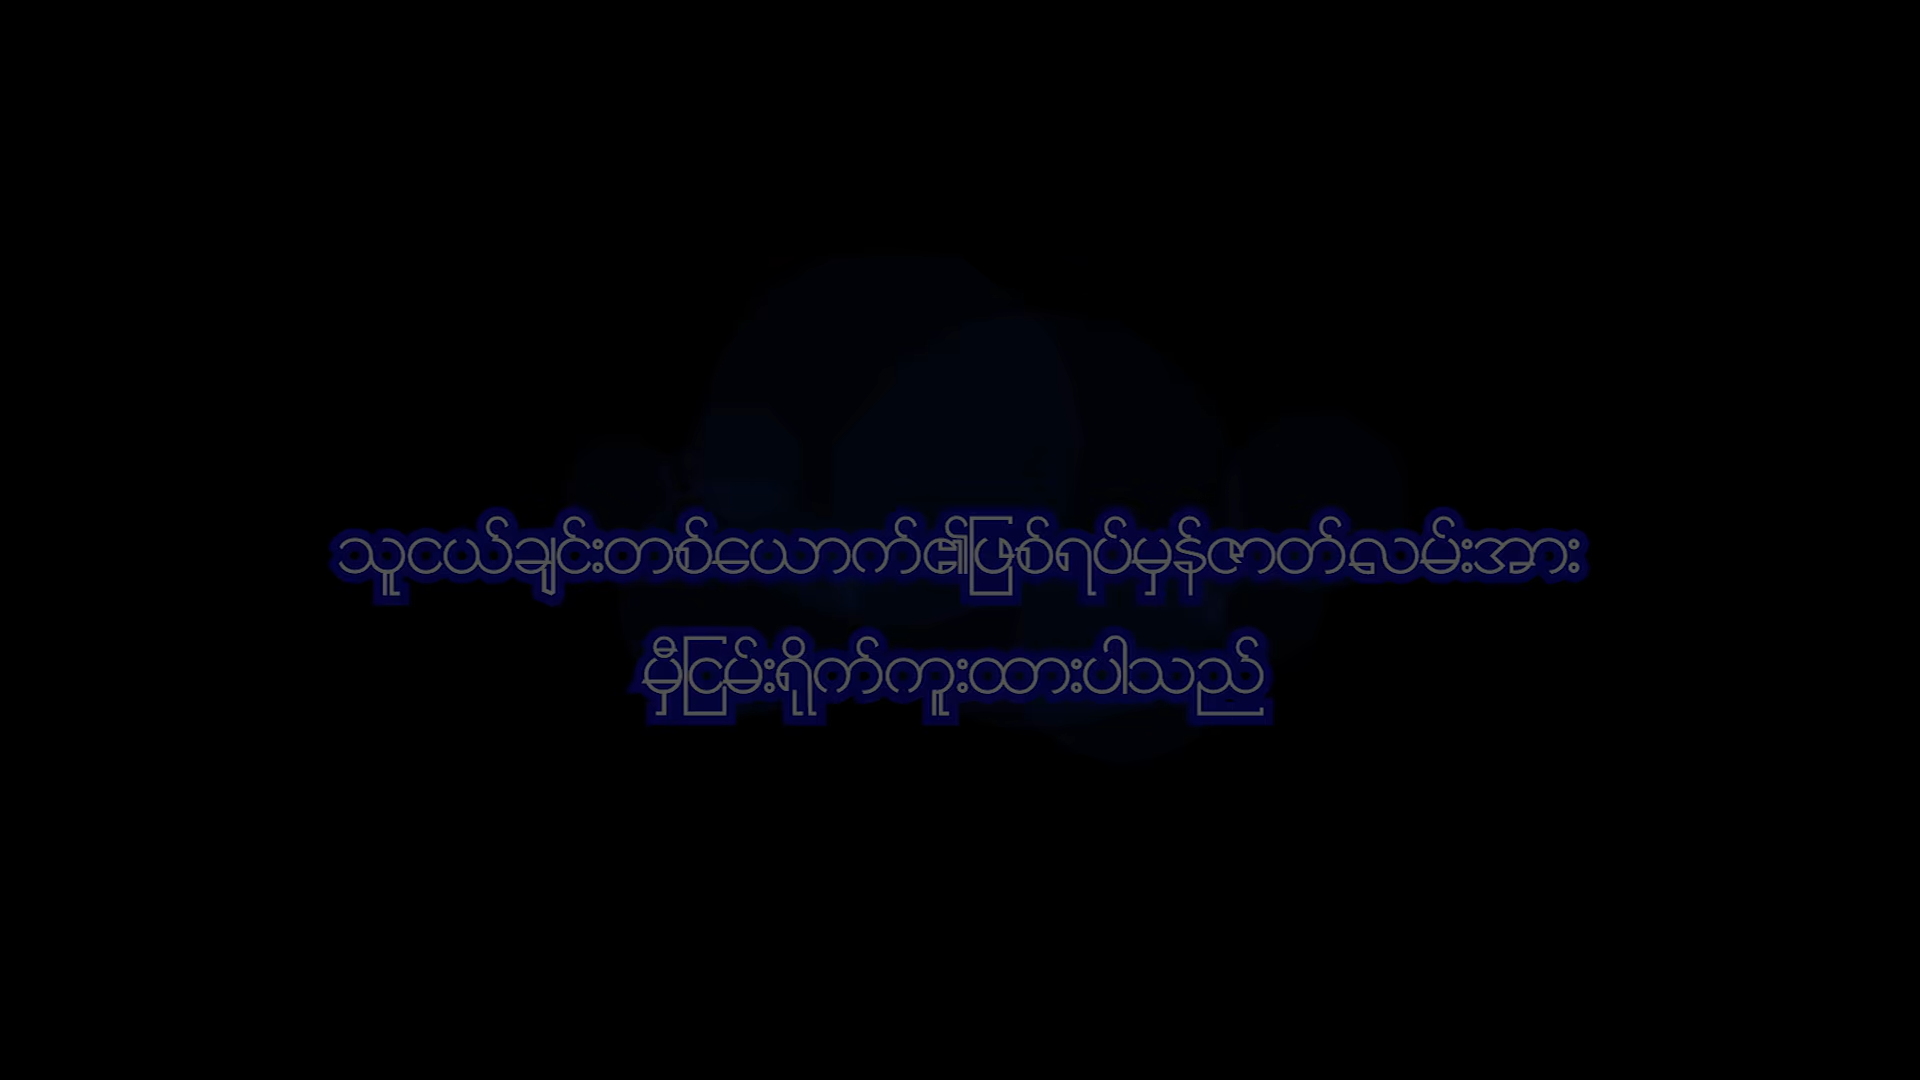 သူငယ်ချင်းတစ်ယောက်၏ဖြစ်ရပ်မှန်ဇာတ်လမ်းအား
မှီငြမ်းရိုက်ကူးထားပါသည်